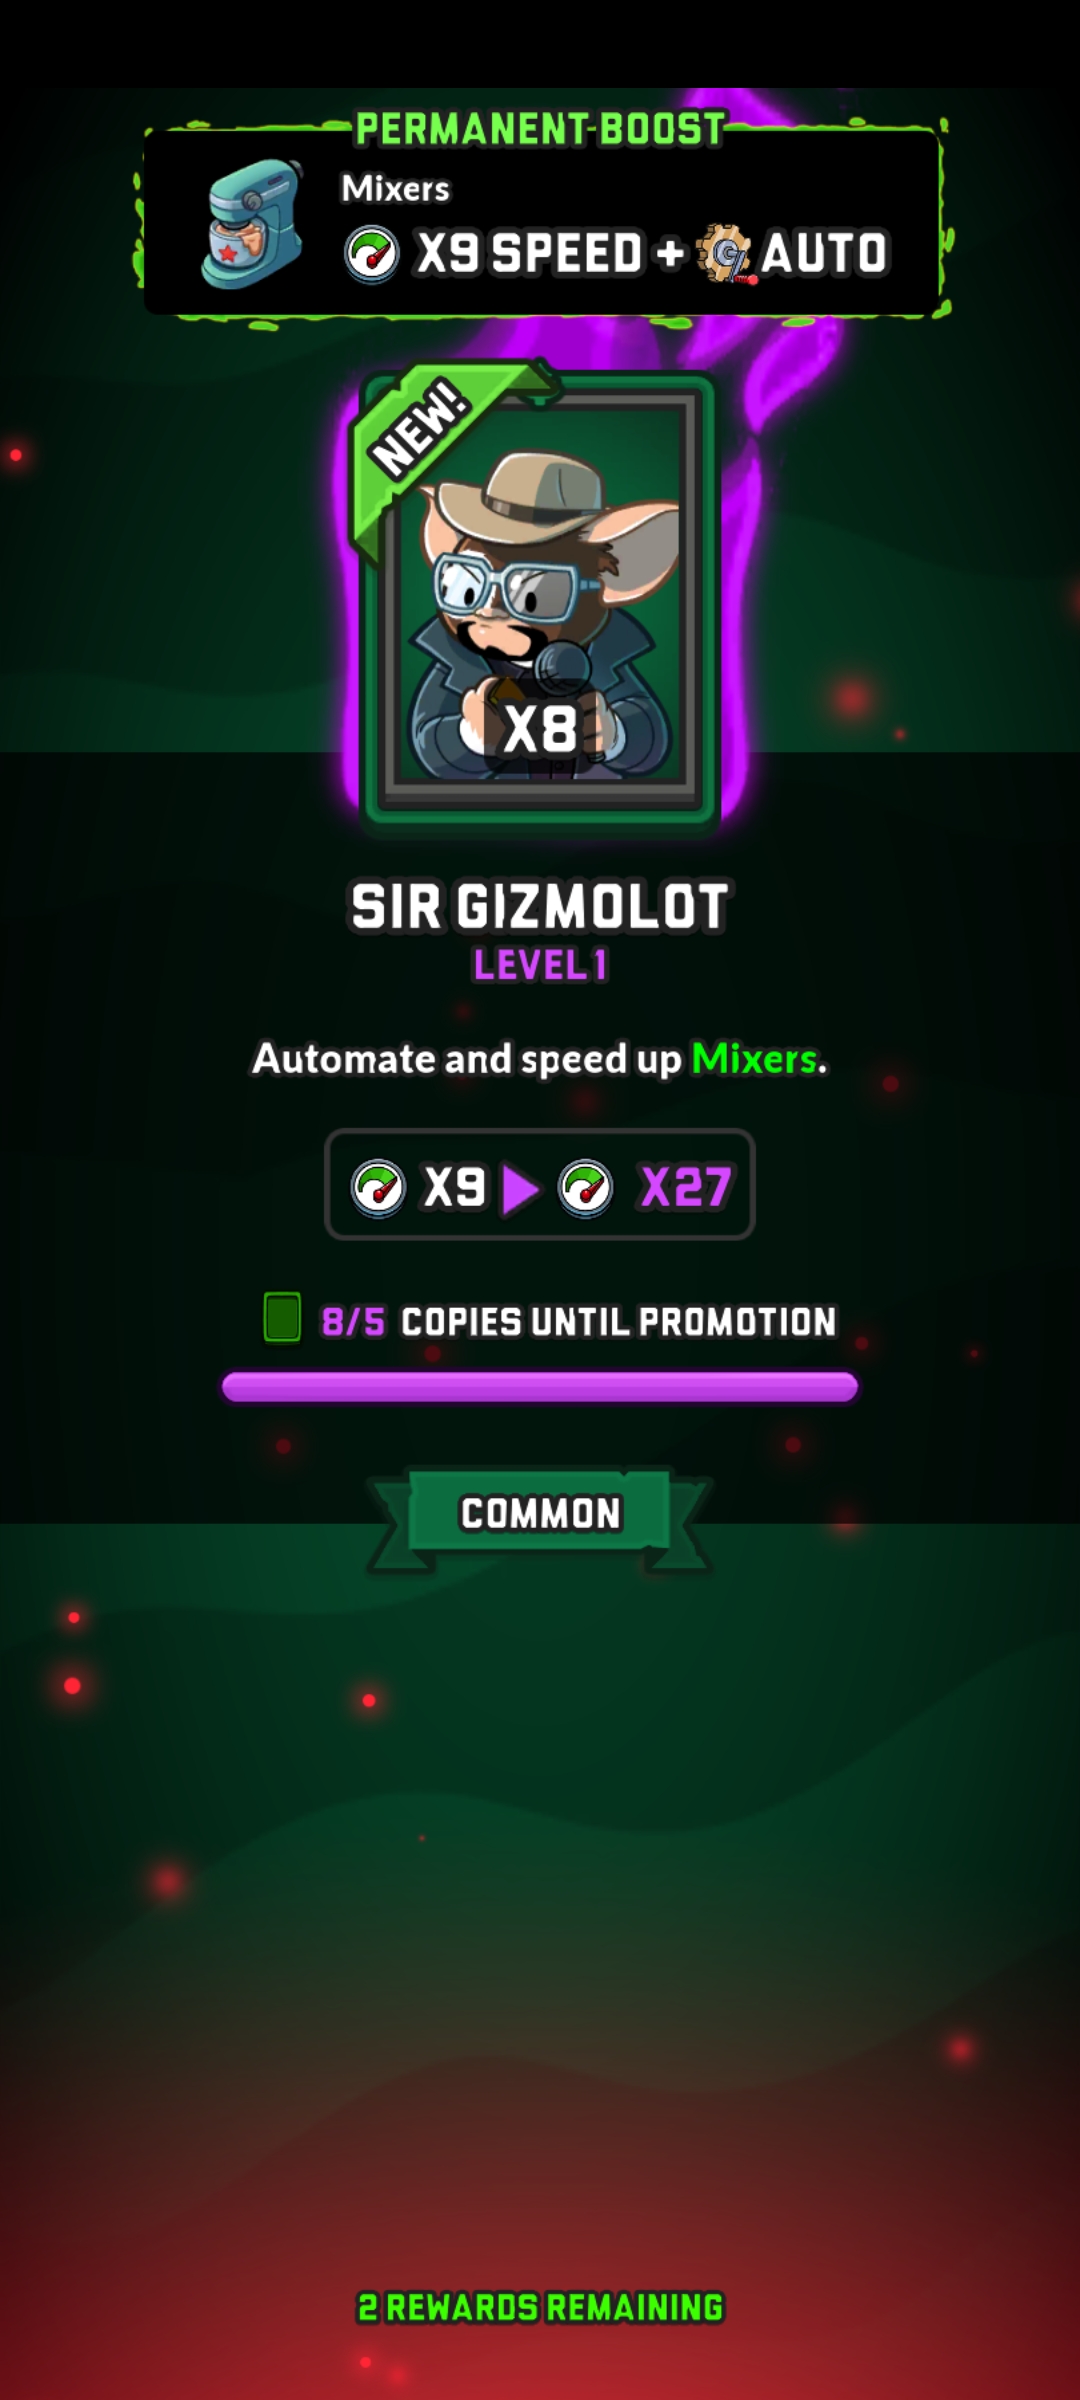 PERMANENT BOOST
Mixers
X9 SPEED + AUTO
NEW!
X8
SIR GIZMOLOT
LEVEL 1
Automate and speed up Mixers.
X9 X27
8/5 COPIES UNTIL PROMOTION
COMMON
2 REWARDS REMAINING